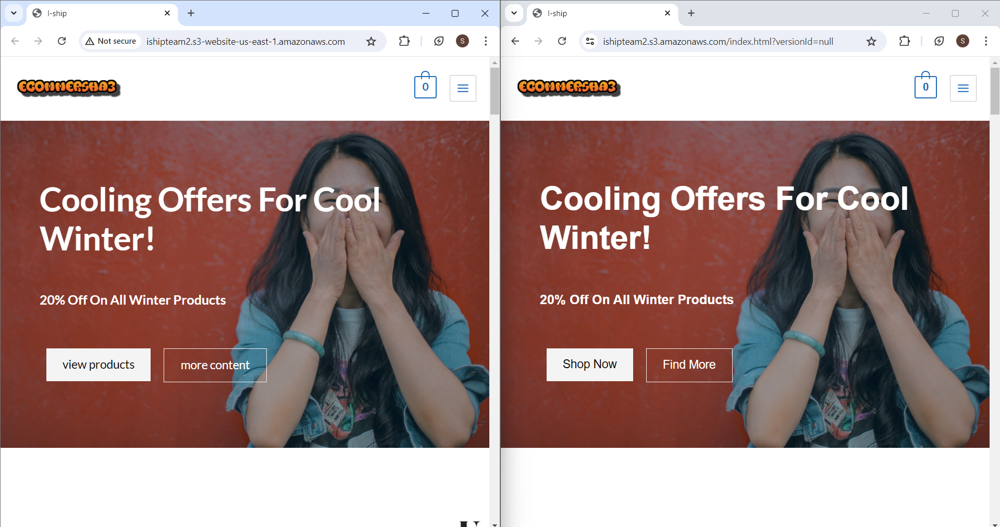 I-ship
Not secure
ishipteam2.s3-website-us-east-1.amazonaws.com
S
ECOMMERSHA3
0
Cooling Offers For Cool
Winter!
20% Off On All Winter Products
view products
more content
I-ship
ishipteam2.s3.amazonaws.com/index.html?versionId=null
S
ECOMMERSHA3
0
Cooling Offers For Cool
Winter!
20% Off On All Winter Products
Shop Now
Find More